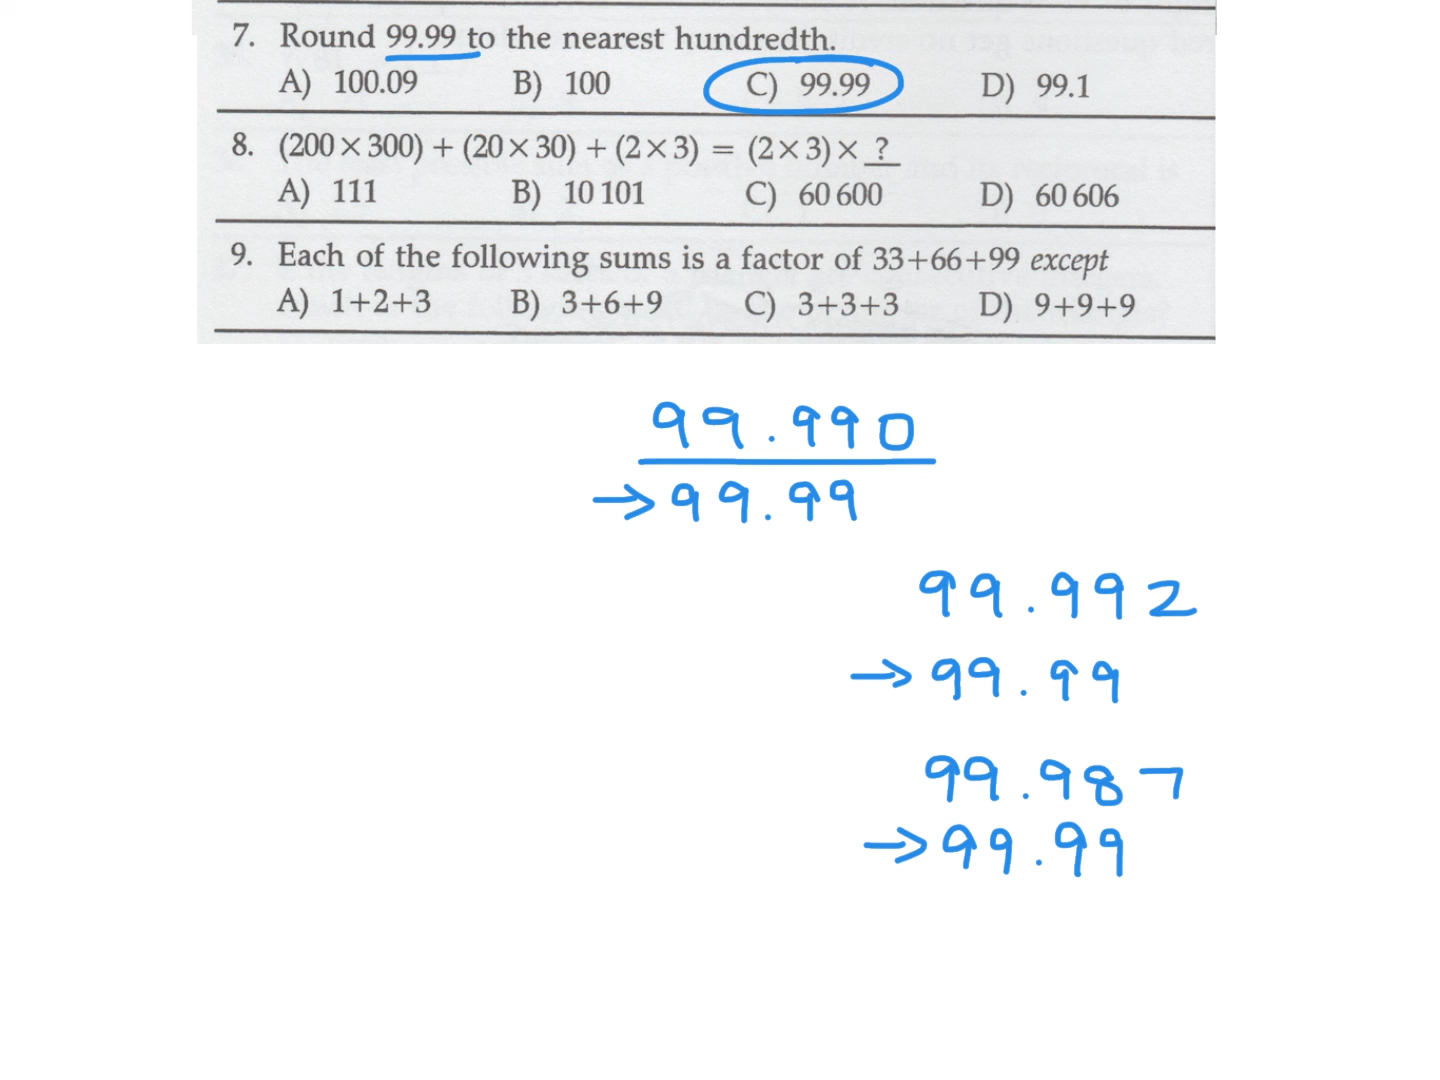 7. Round 99.99 to the nearest hundredth.
A) 100.09 B) 100 C) 99.99 D) 99.1
8. (200×300) + (20×30) + (2×3) = (2×3)× ?
A) 111 B) 10 101 C) 60 600 D) 60 606
9. Each of the following sums is a factor of 33+66+99 except
A) 1+2+3 B) 3+6+9 C) 3+3+3 D) 9+9+9
99.990
→ 99.99
99.992
→ 99.99
99.987
→ 99.99